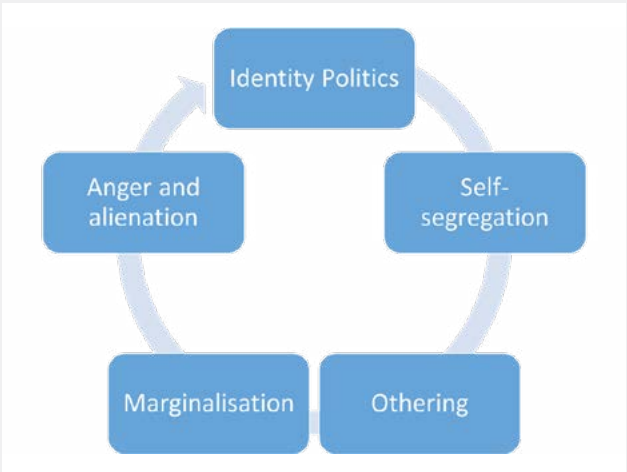 Identity Politics
Self-
segregation
Othering
Marginalisation
Anger and
alienation